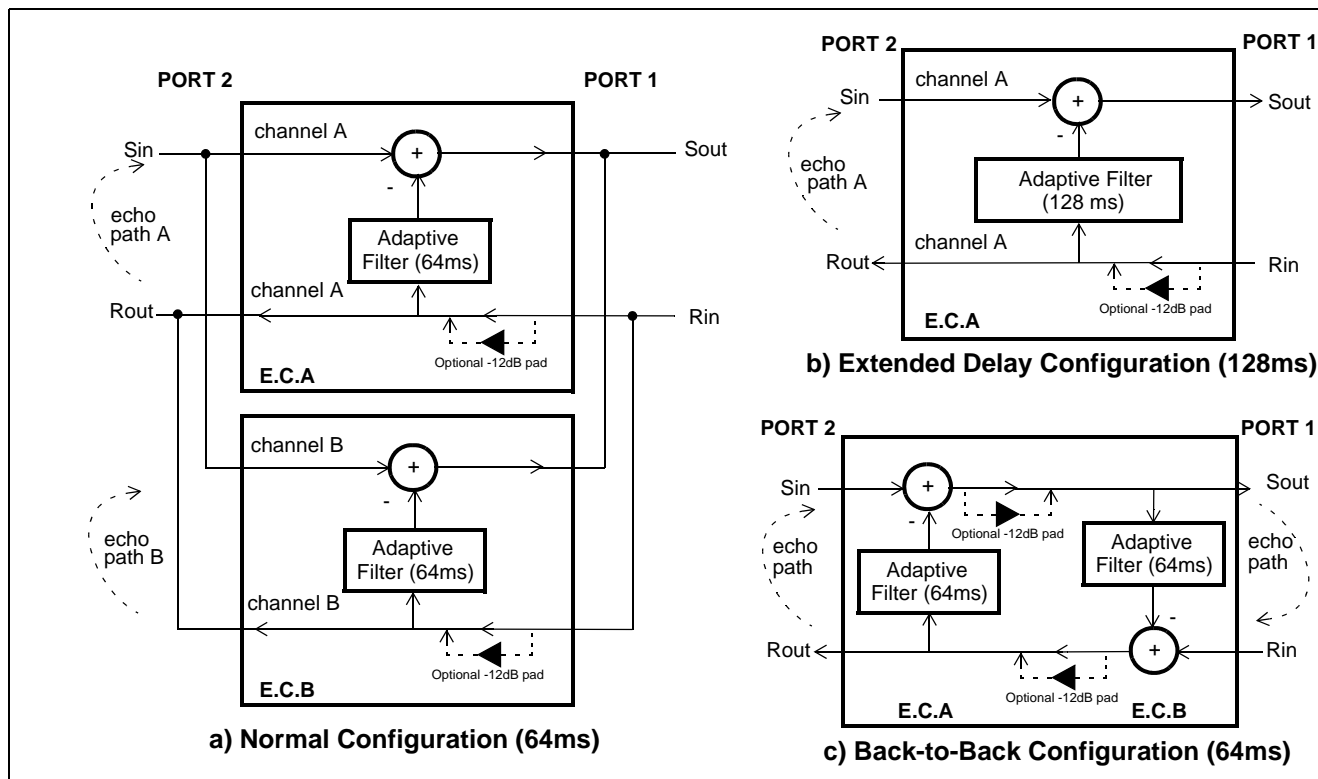 PORT 2
PORT 1
channel A
Sin
+
Sout
-
echo
path A
Adaptive
Filter (64ms)
channel A
Rout
Rin
Optional -12dB pad
E.C.A
channel B
+
-
echo
path B
Adaptive
Filter (64ms)
channel B
Optional -12dB pad
E.C.B
a) Normal Configuration (64ms)
PORT 2
PORT 1
channel A
Sin
+
Sout
-
echo
path A
Adaptive Filter
(128 ms)
channel A
Rout
Rin
Optional -12dB pad
E.C.A
b) Extended Delay Configuration (128ms)
PORT 2
PORT 1
Sin
+
Sout
-
Optional -12dB pad
echo
path
Adaptive
Filter (64ms)
Adaptive
Filter (64ms)
echo
path
-
Rout
+
Rin
Optional -12dB pad
E.C.A
E.C.B
c) Back-to-Back Configuration (64ms)